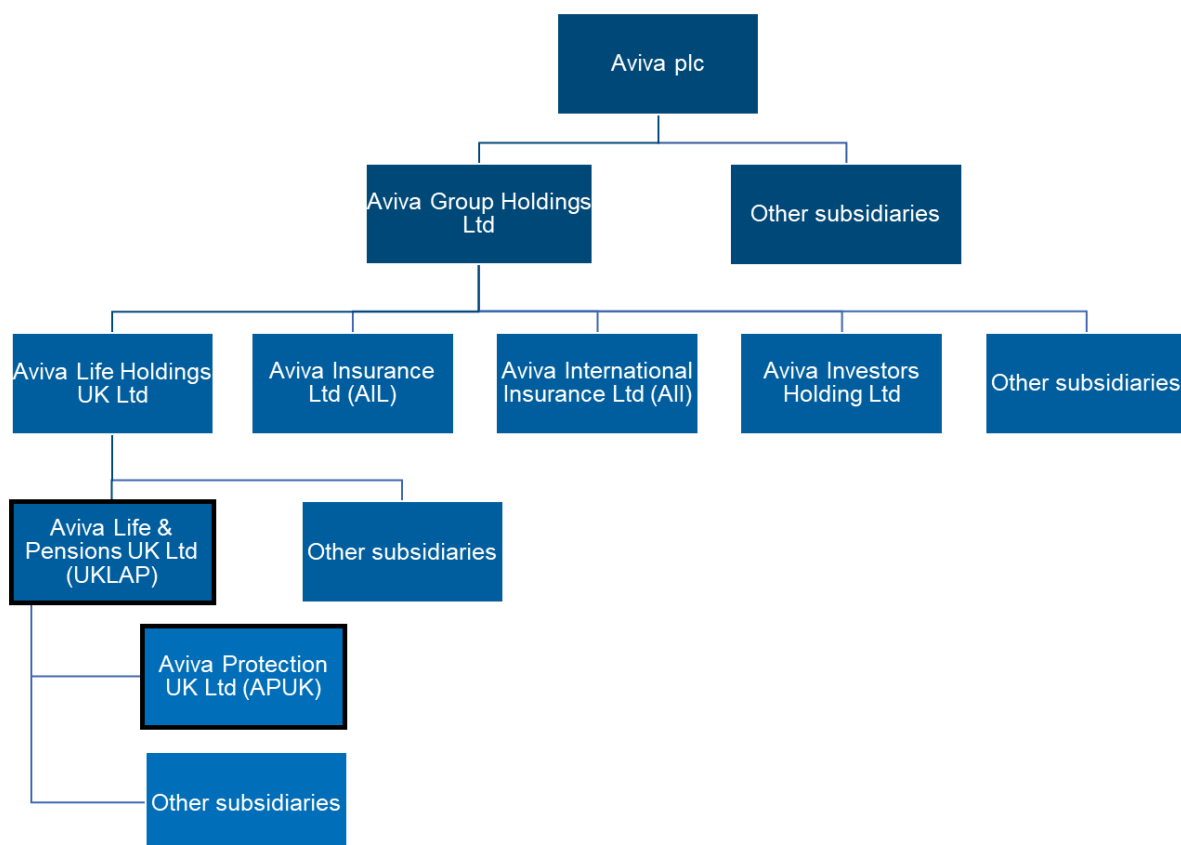 Aviva plc
Aviva Group Holdings
Ltd
Other subsidiaries
Aviva Life Holdings
UK Ltd
Aviva Insurance
Ltd (AIL)
Aviva International
Insurance Ltd (AII)
Aviva Investors
Holding Ltd
Other subsidiaries
Aviva Life &
Pensions UK Ltd
(UKLAP)
Other subsidiaries
Aviva Protection
UK Ltd (APUK)
Other subsidiaries